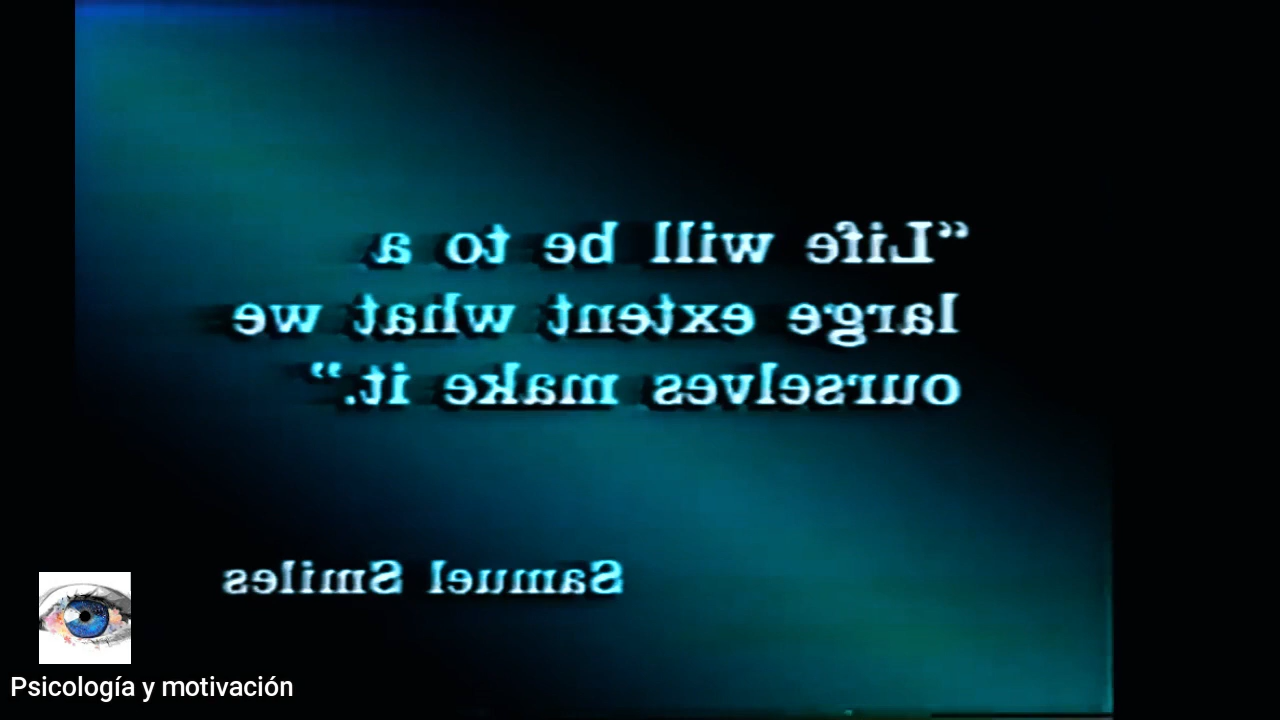 “Life will be to a
large extent what we
ourselves make it.”
Samuel Smiles
Psicología y motivación